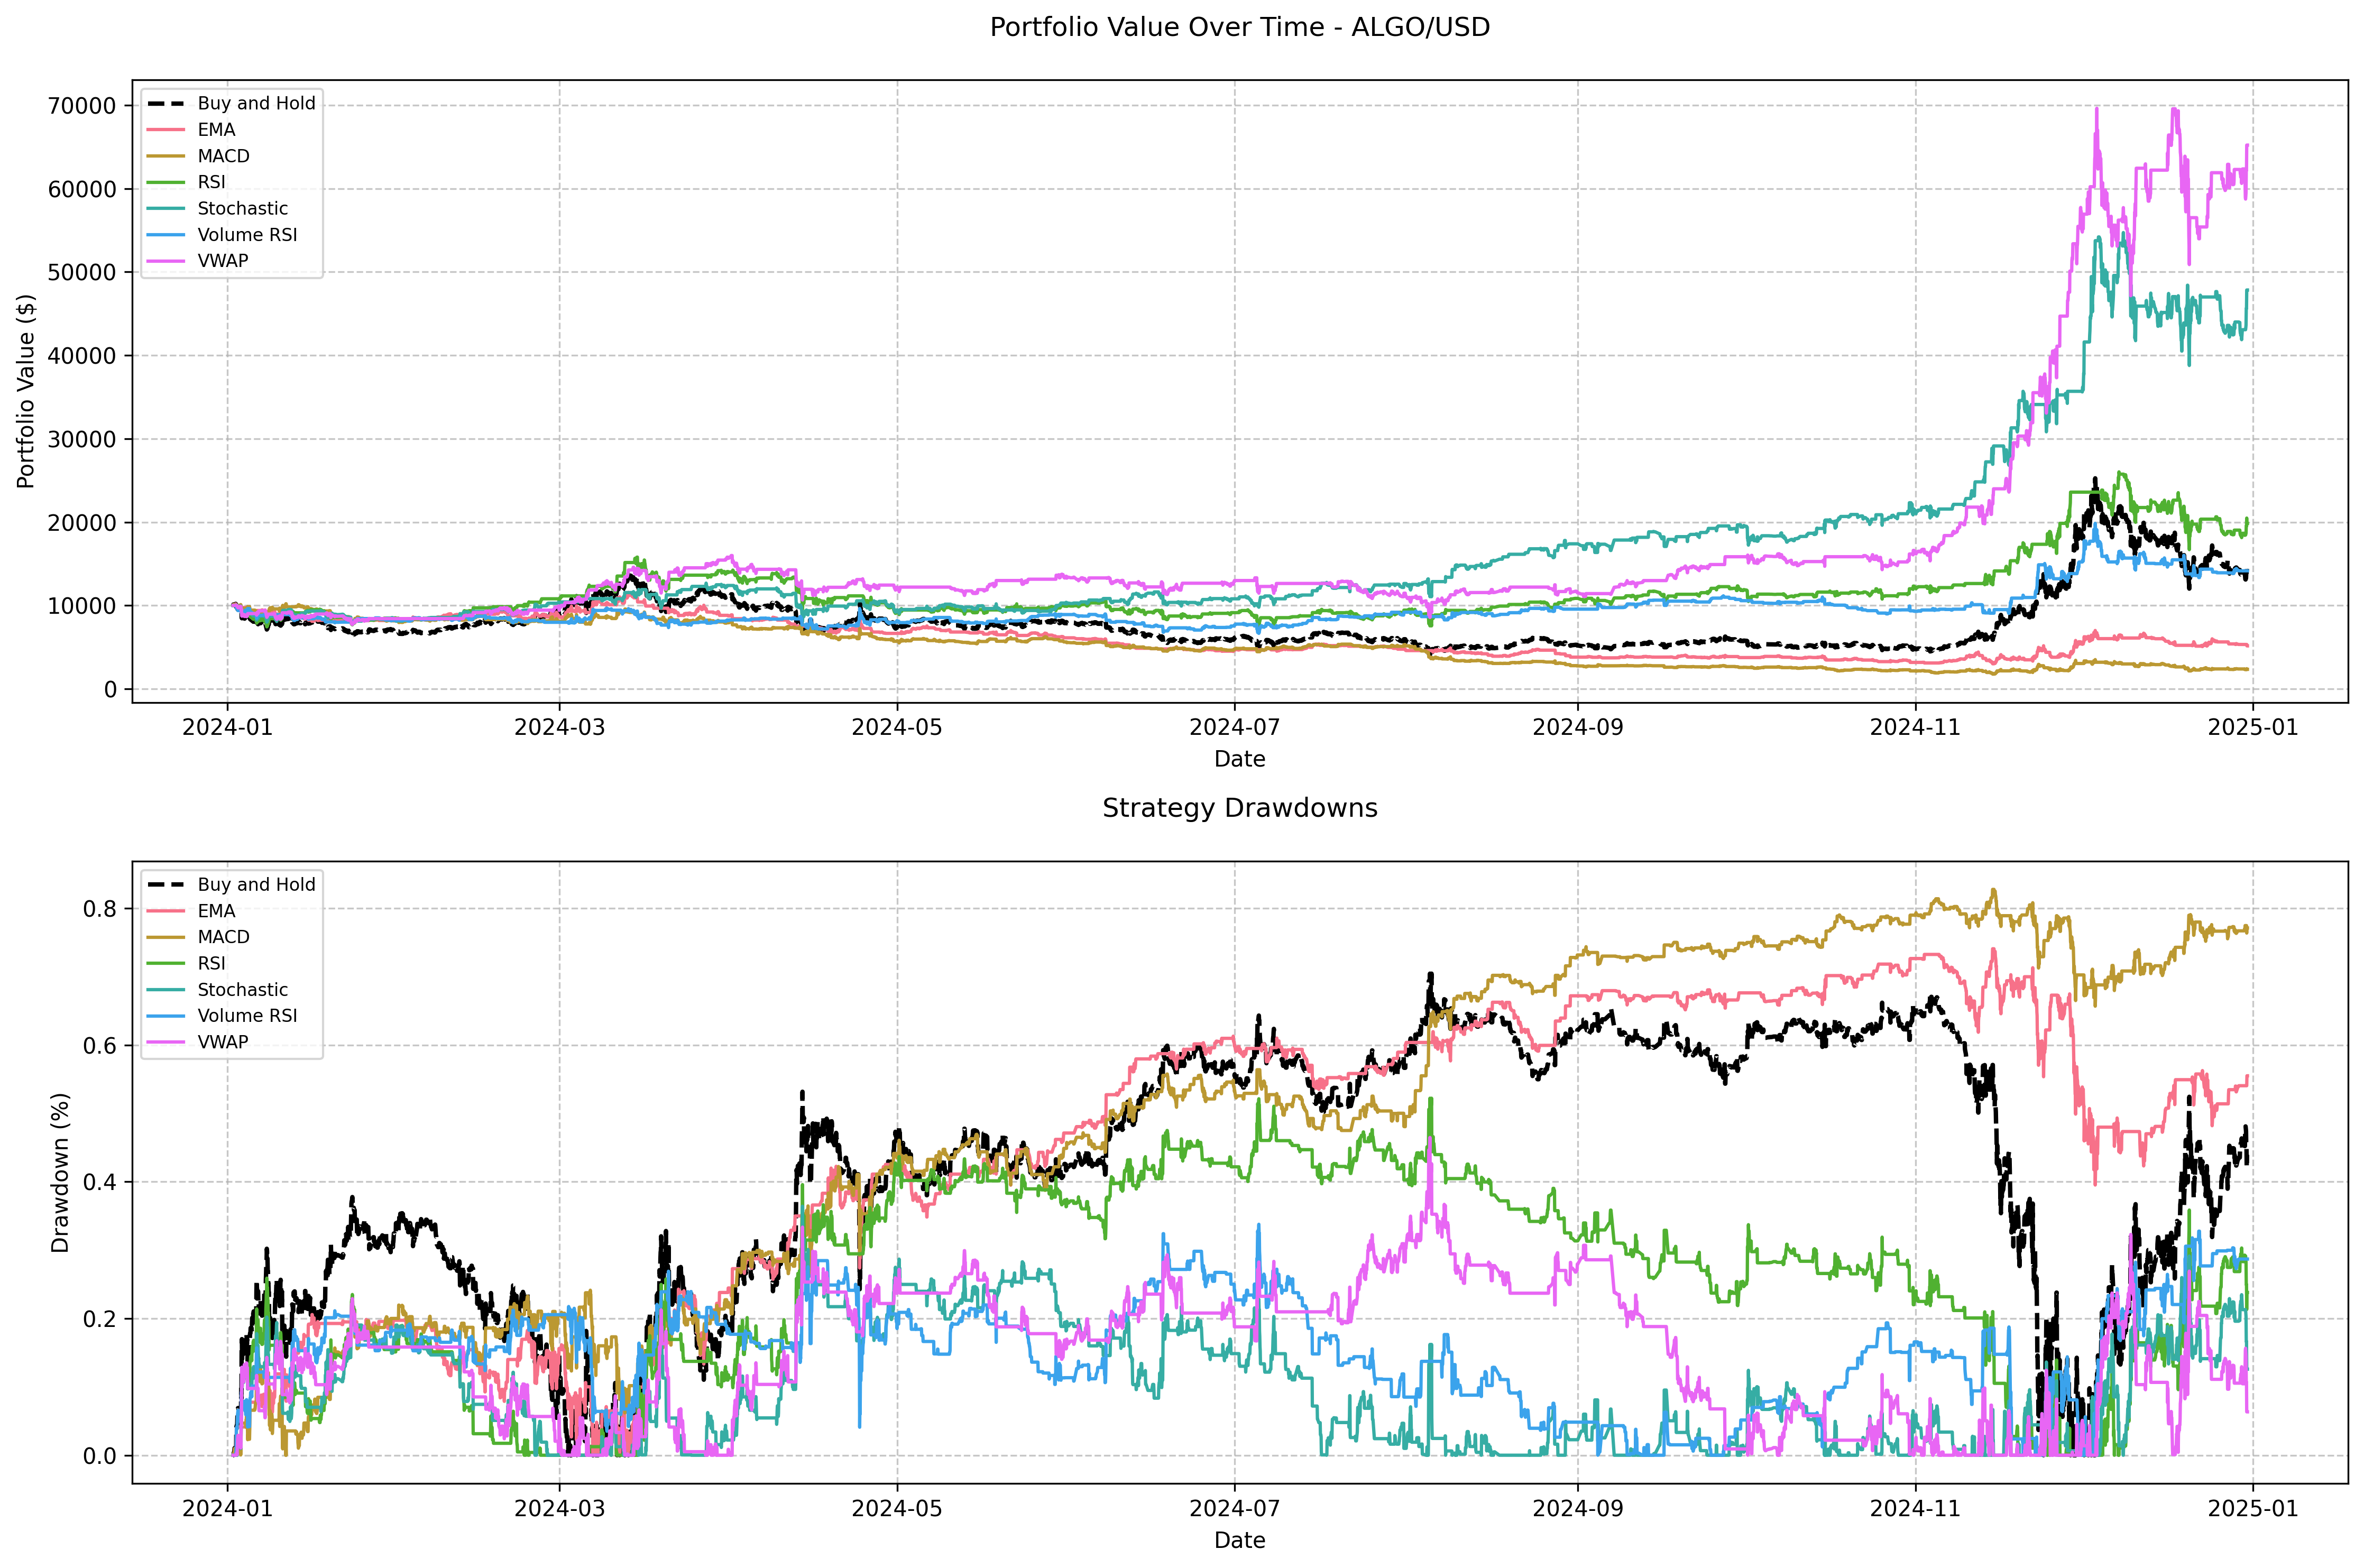 Portfolio Value Over Time - ALGO/USD
Portfolio Value ($)
70000
60000
50000
40000
30000
20000
10000
0
Buy and Hold
EMA
MACD
RSI
Stochastic
Volume RSI
VWAP
2024-01
2024-03
2024-05
2024-07
2024-09
2024-11
2025-01
Date
Strategy Drawdowns
Drawdown (%)
0.8
0.6
0.4
0.2
0.0
Buy and Hold
EMA
MACD
RSI
Stochastic
Volume RSI
VWAP
2024-01
2024-03
2024-05
2024-07
2024-09
2024-11
2025-01
Date